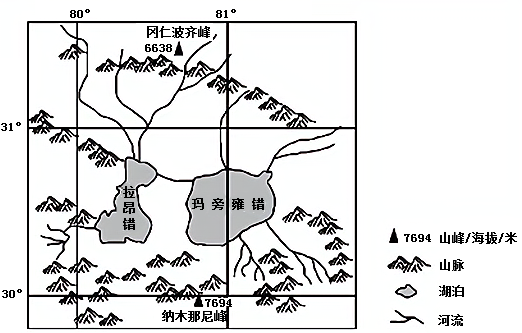 80° 81°
冈仁波齐峰
6638
31°
拉昂错
玛旁雍错
7694 山峰/海拔/米
山脉
湖泊
30°
7694
纳木那尼峰
河流